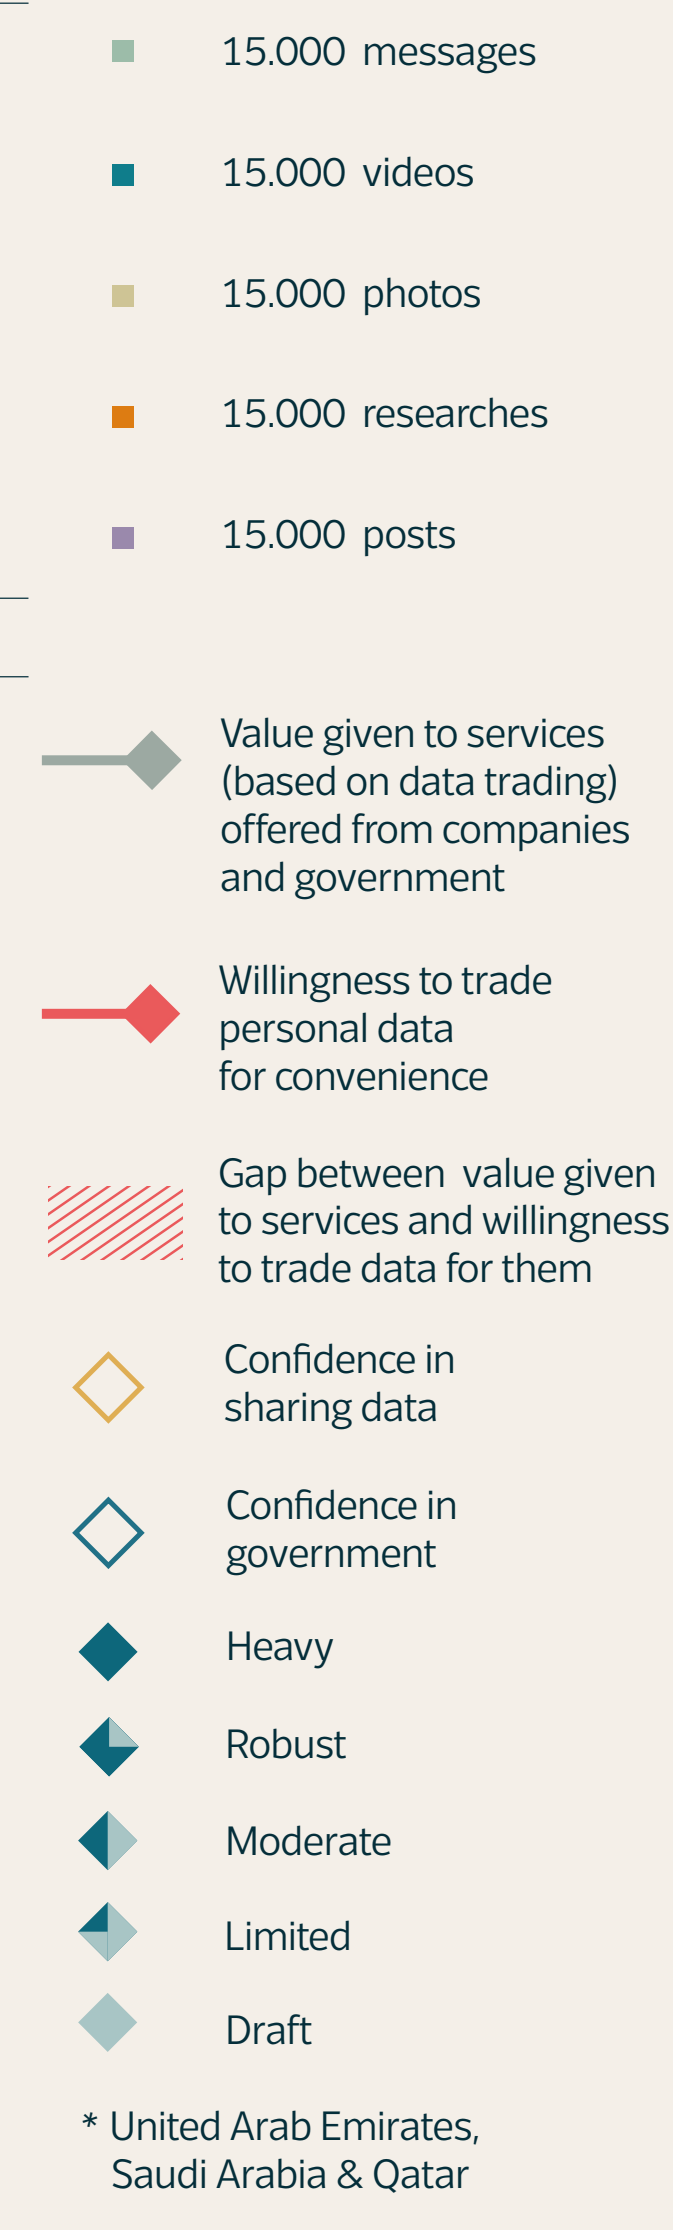 15.000 messages
15.000 videos
15.000 photos
15.000 researches
15.000 posts
Value given to services
(based on data trading)
offered from companies
and government
Willingness to trade
personal data
for convenience
Gap between value given
to services and willingness
to trade data for them
Confidence in
sharing data
Confidence in
government
Heavy
Robust
Moderate
Limited
Draft
* United Arab Emirates,
Saudi Arabia & Qatar